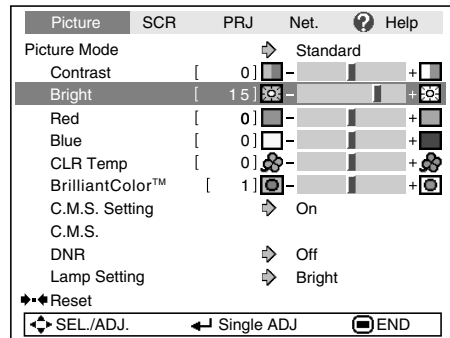 Picture SCR PRJ Net. Help
Picture Mode Standard
Contrast [ 0] - +
Bright [ 15] - +
Red [ 0] - +
Blue [ 0] - +
CLR Temp [ 0] - +
BrilliantColor™ [ 1] - +
C.M.S. Setting On
C.M.S.
DNR Off
Lamp Setting Bright
Reset
SEL./ADJ. Single ADJ END